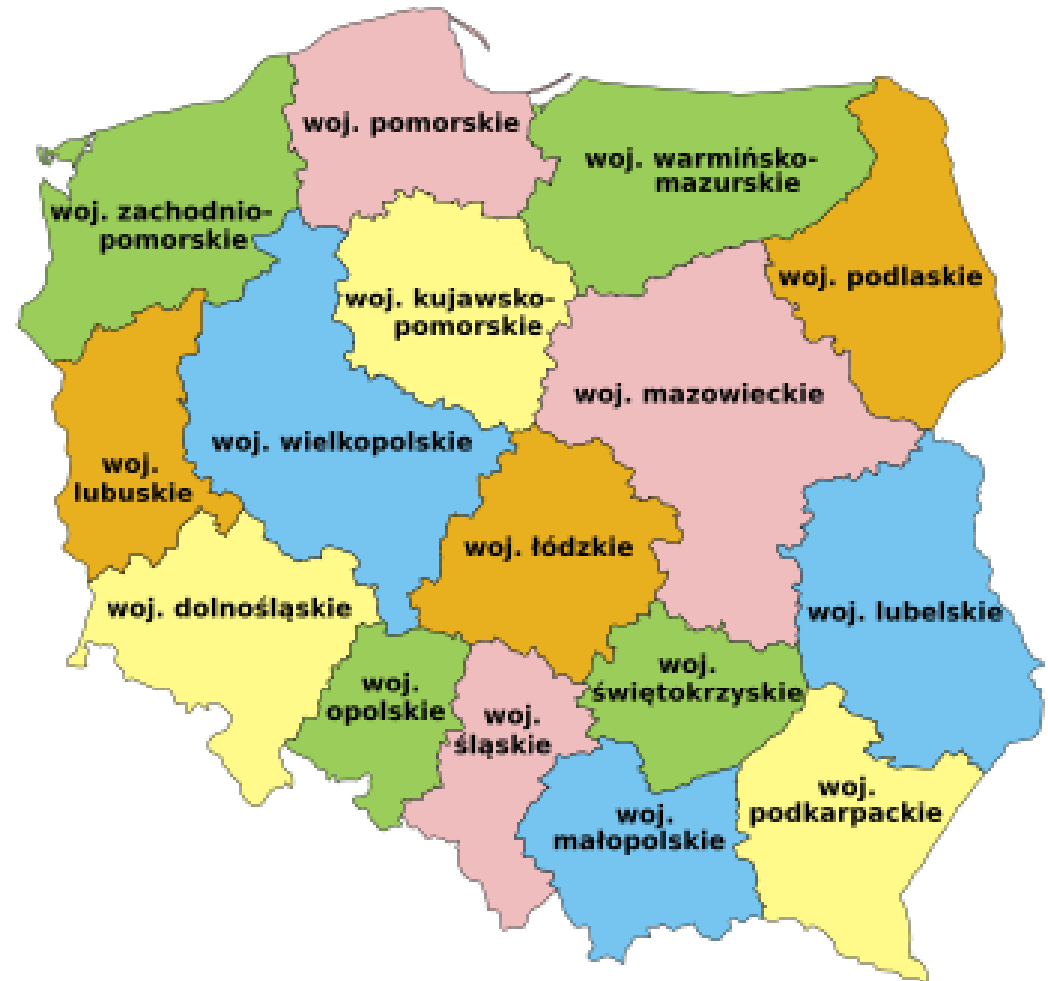 woj. pomorskie
woj. warmińsko-
mazurskie
woj. zachodnio-
pomorskie
woj. podlaskie
woj. kujawsko-
pomorskie
woj. mazowieckie
woj. wielkopolskie
woj.
lubuskie
woj. łódzkie
woj. dolnośląskie
woj. lubelskie
woj.
świętokrzyskie
woj.
opolskie
woj.
śląskie
woj.
podkarpackie
woj.
małopolskie